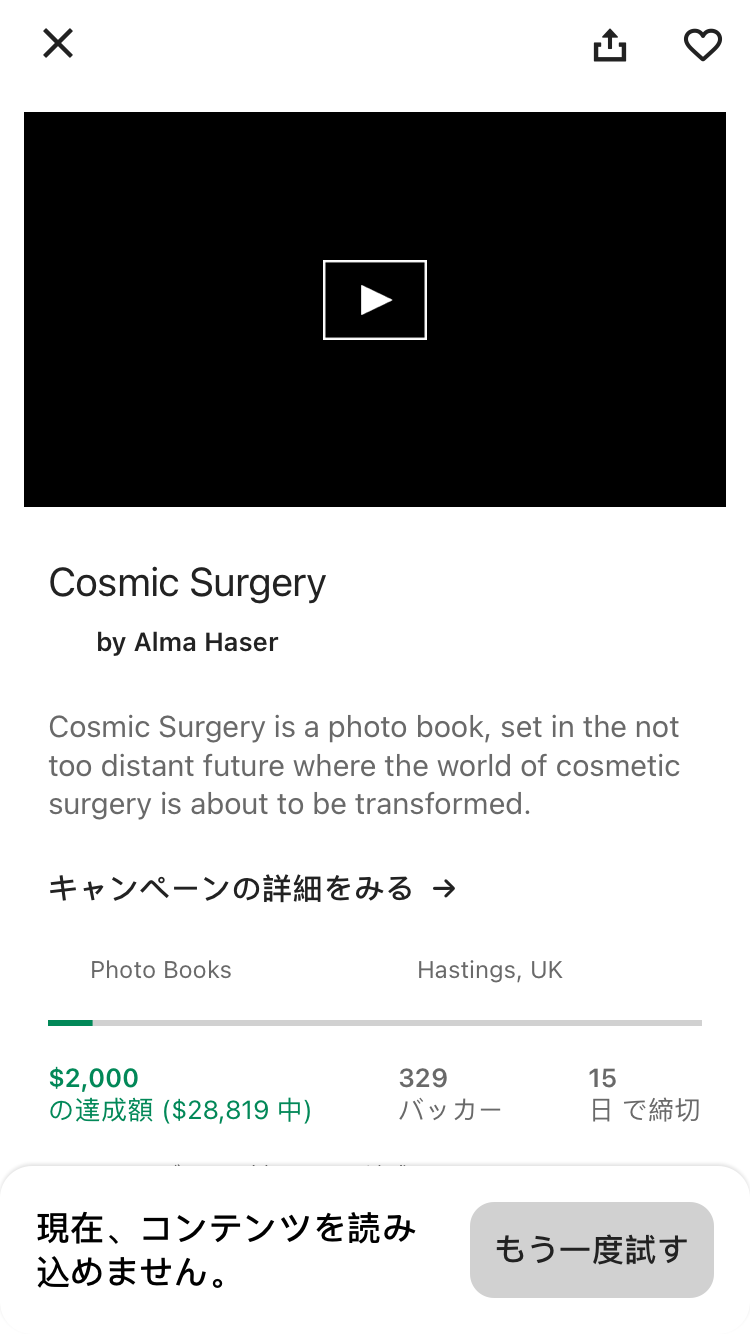 Cosmic Surgery
by Alma Haser
Cosmic Surgery is a photo book, set in the not
too distant future where the world of cosmetic
surgery is about to be transformed.
キャンペーンの詳細をみる →
Photo Books
Hastings, UK
$2,000
の達成額 ($28,819 中)
329
バッカー
15
日 で締切
現在、コンテンツを読み
込めません。
もう一度試す